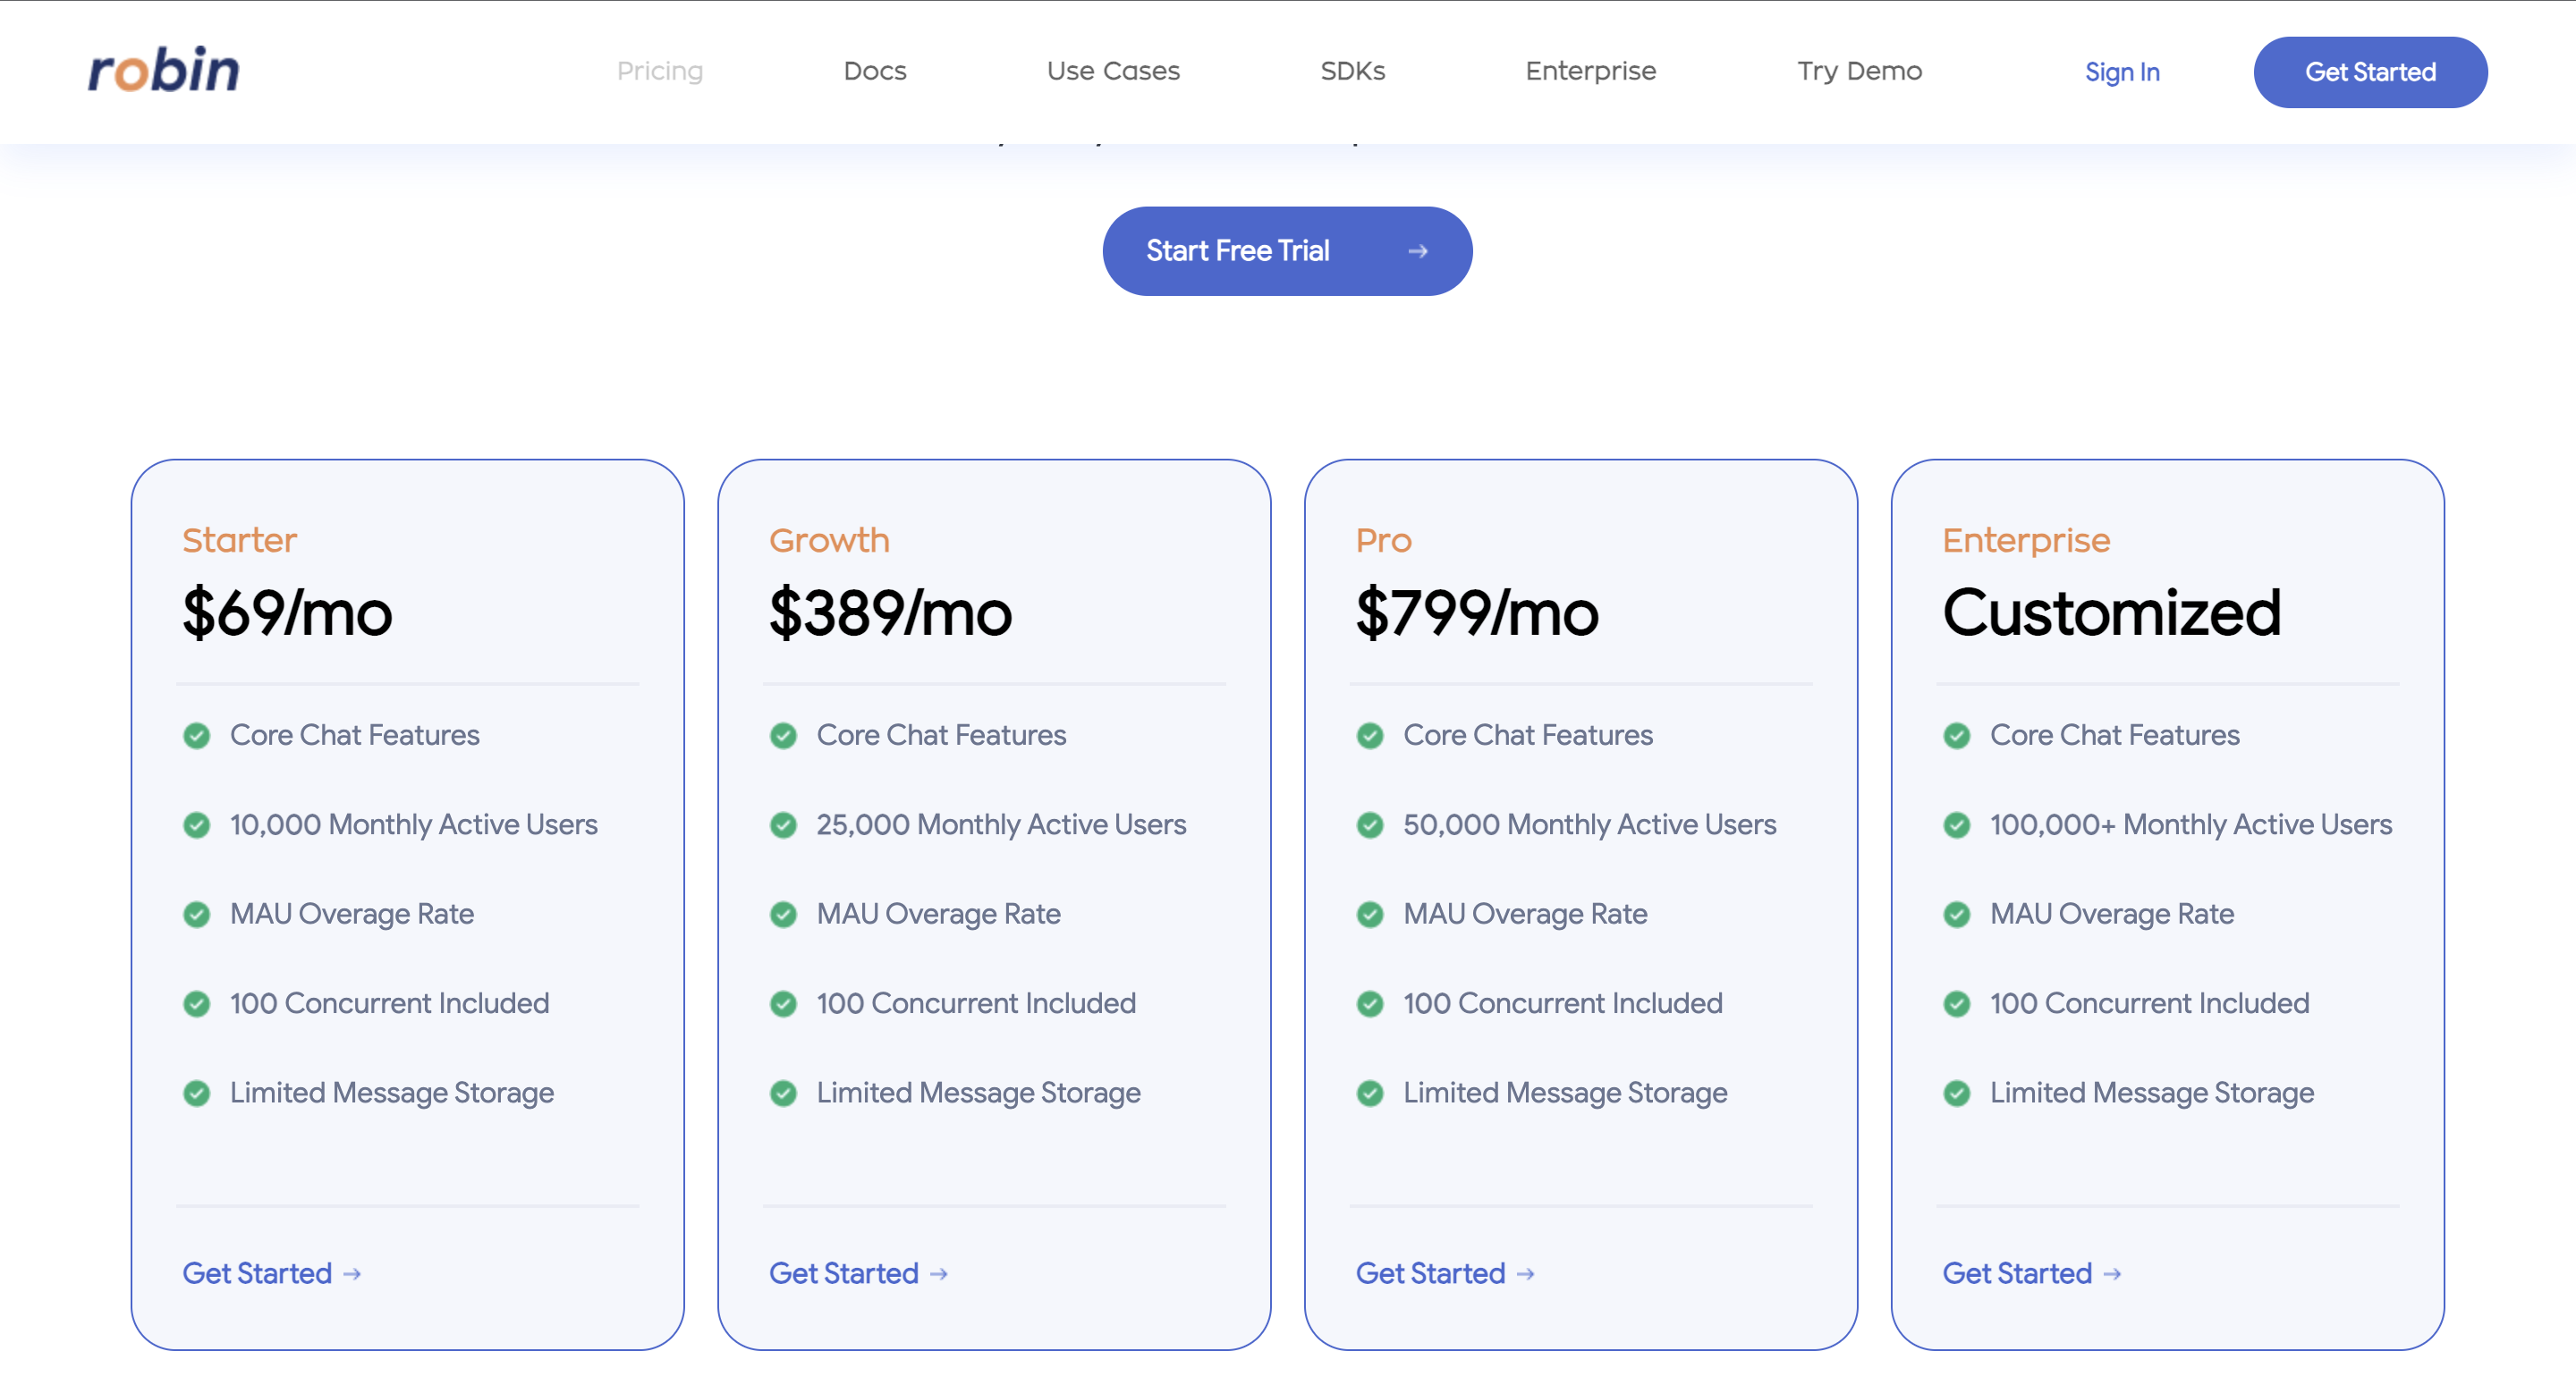 robin
Pricing
Docs
Use Cases
SDKs
Enterprise
Try Demo
Sign In
Get Started
Start Free Trial →
Starter
$69/mo
Core Chat Features
10,000 Monthly Active Users
MAU Overage Rate
100 Concurrent Included
Limited Message Storage
Get Started →
Growth
$389/mo
Core Chat Features
25,000 Monthly Active Users
MAU Overage Rate
100 Concurrent Included
Limited Message Storage
Get Started →
Pro
$799/mo
Core Chat Features
50,000 Monthly Active Users
MAU Overage Rate
100 Concurrent Included
Limited Message Storage
Get Started →
Enterprise
Customized
Core Chat Features
100,000+ Monthly Active Users
MAU Overage Rate
100 Concurrent Included
Limited Message Storage
Get Started →